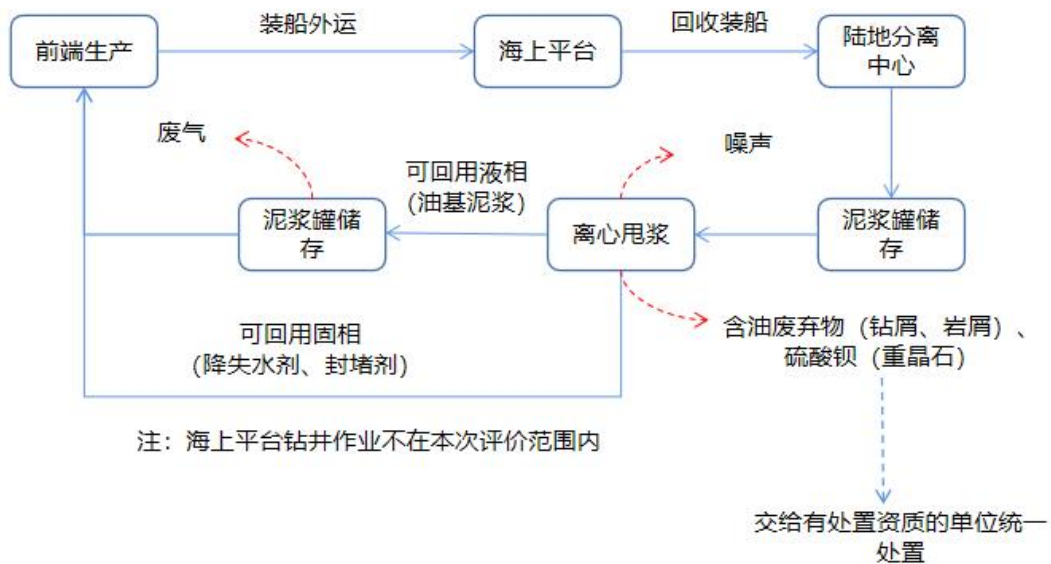 装船外运
回收装船
前端生产
海上平台
陆地分离
中心
废气
噪声
可回用液相
（油基泥浆）
泥浆罐储
存
离心甩浆
泥浆罐储
存
含油废弃物（钻屑、岩屑）、
硫酸钡（重晶石）
可回用固相
（降失水剂、封堵剂）
注：海上平台钻井作业不在本次评价范围内
交给有处置资质的单位统一
处置